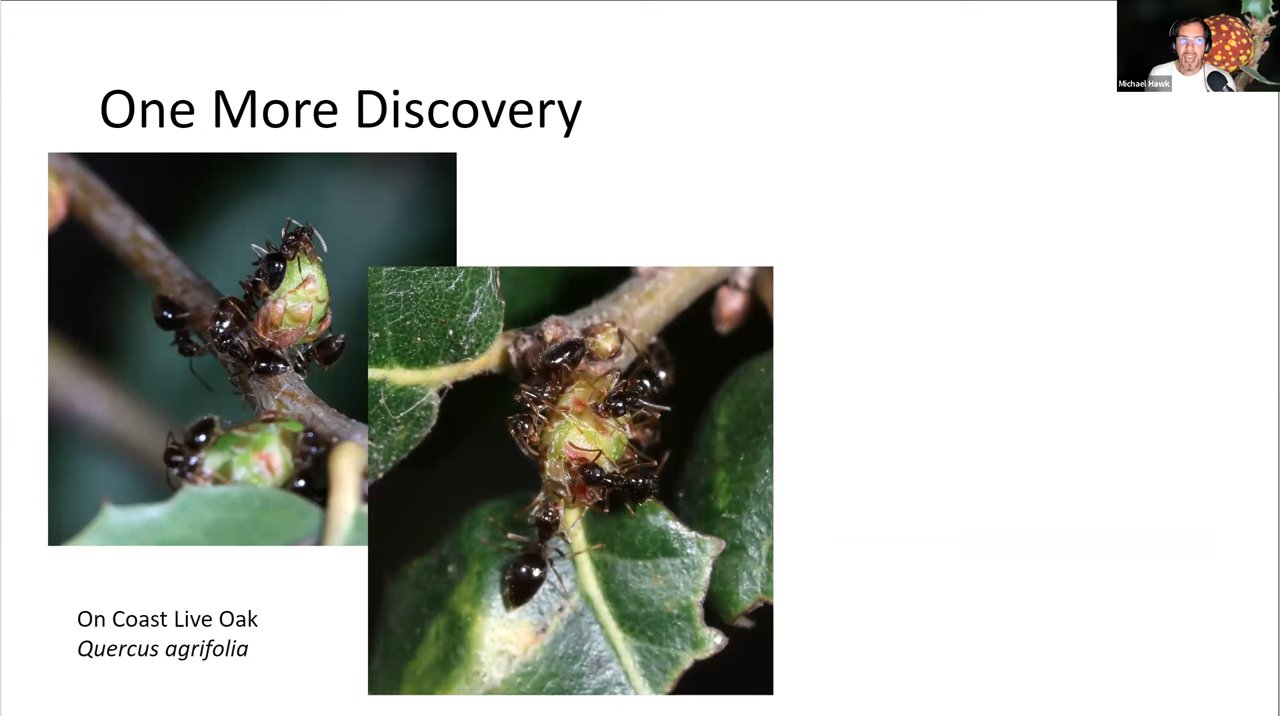 Michael Hawk
One More Discovery
On Coast Live Oak
Quercus agrifolia